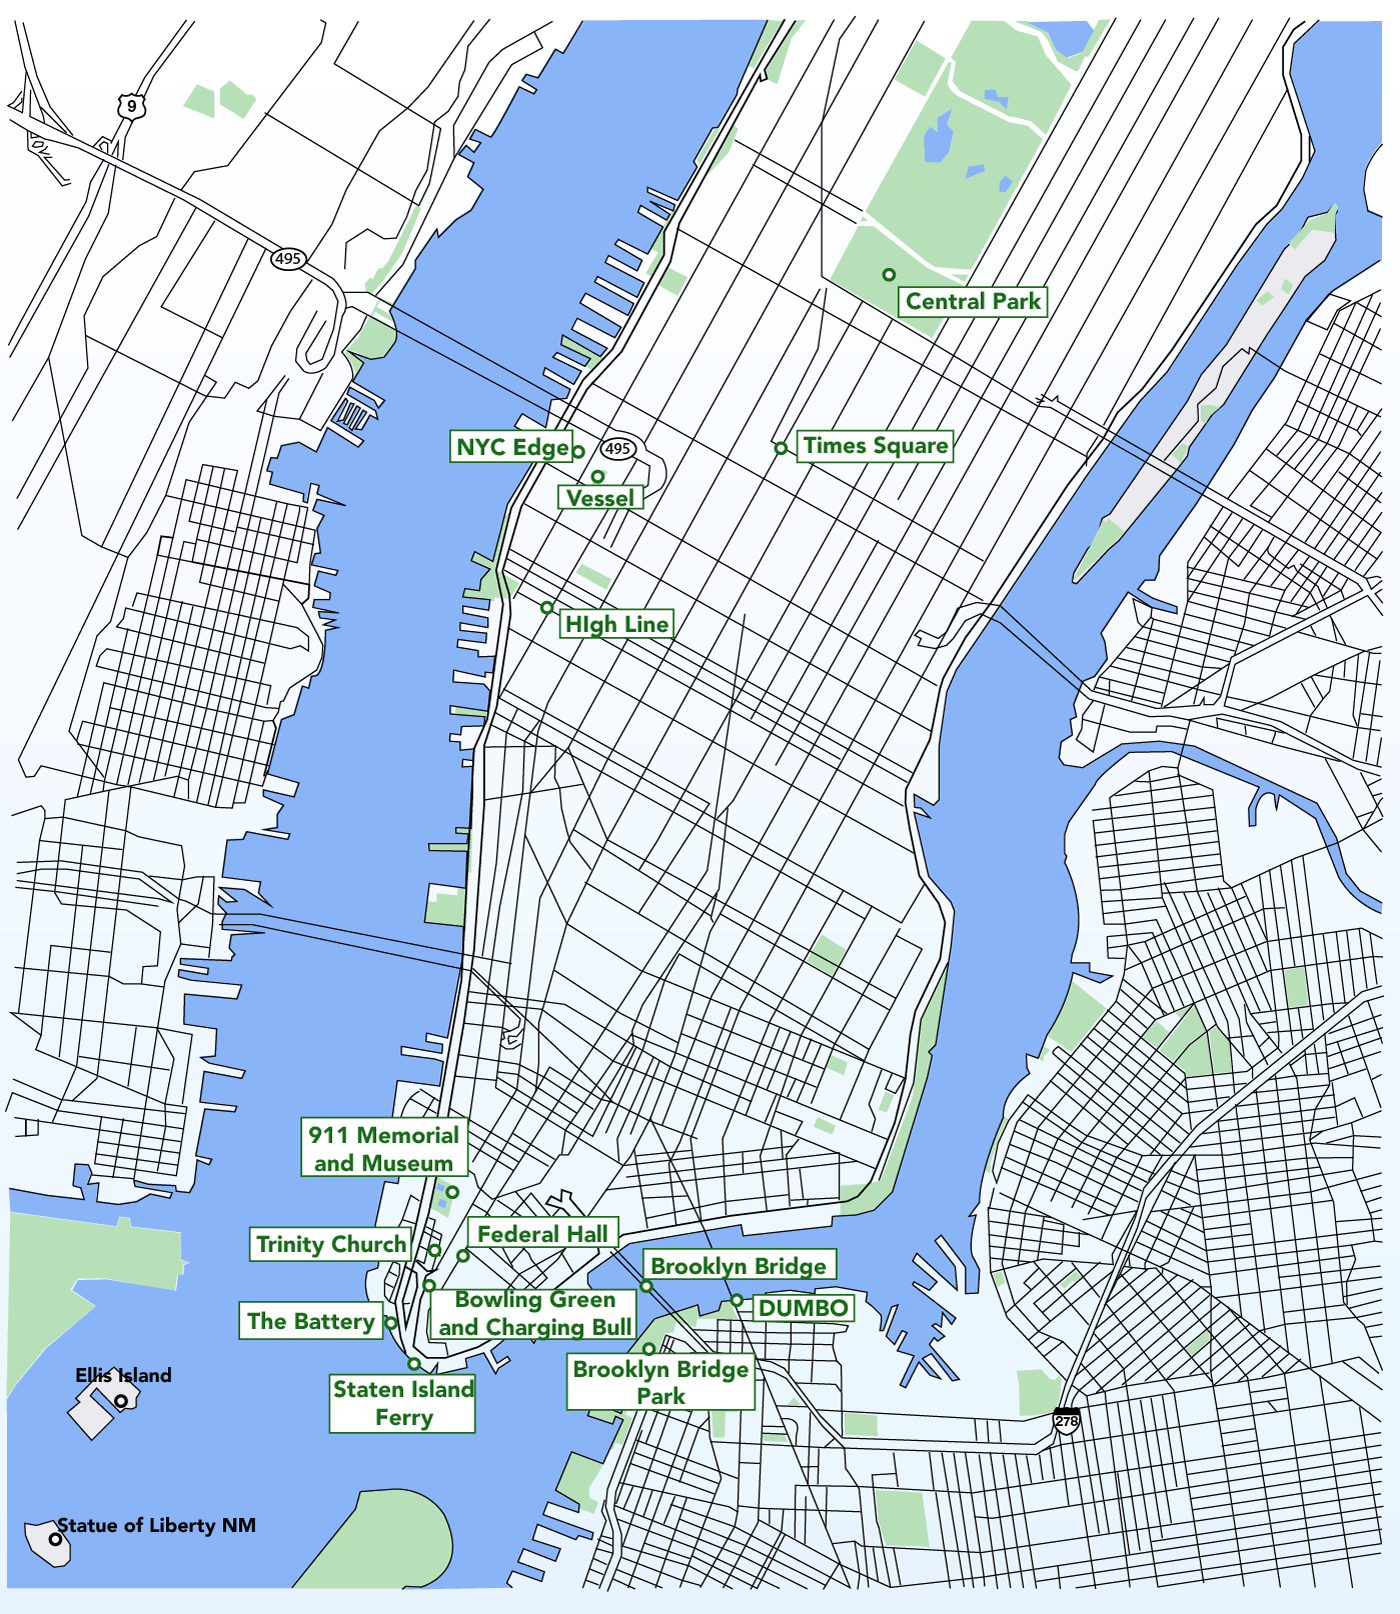 9
495
Central Park
NYC Edge
495
Times Square
Vessel
HIgh Line
911 Memorial
and Museum
Federal Hall
Trinity Church
Brooklyn Bridge
Bowling Green
and Charging Bull
DUMBO
The Battery
Brooklyn Bridge
Park
Ellis Island
Staten Island
Ferry
278
Statue of Liberty NM